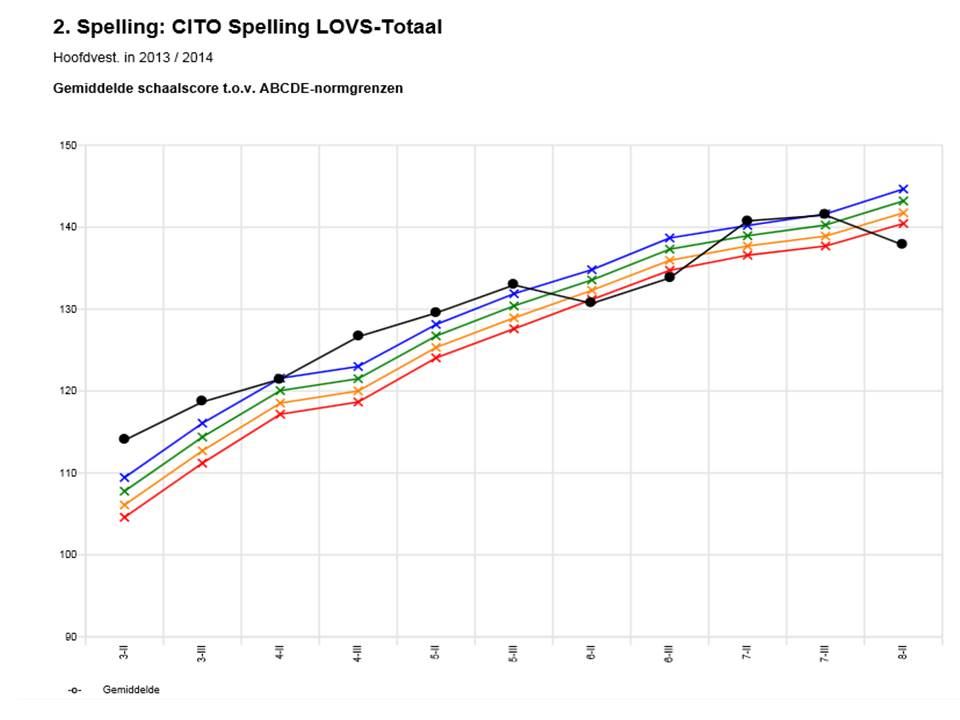 2. Spelling: CITO Spelling LOVS-Totaal
Hoofdvest. in 2013 / 2014
Gemiddelde schaalscore t.o.v. ABCDE-normgrenzen
150
140
130
120
110
100
90
3-II
3-III
4-II
4-III
5-II
5-III
6-II
6-III
7-II
7-III
8-II
-o- Gemiddelde